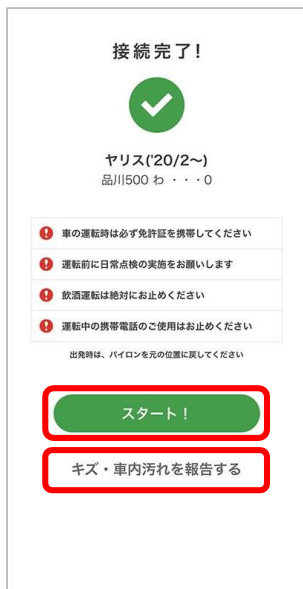 接続完了!
ヤリス('20/2〜)
品川500 わ ・・・0
車の運転時は必ず免許証を携帯してください
運転前に日常点検の実施をお願いします
飲酒運転は絶対にお止めください
運転中の携帯電話のご使用はお止めください
出発時は、パイロンを元の位置に戻してください
スタート！
キズ・車内汚れを報告する